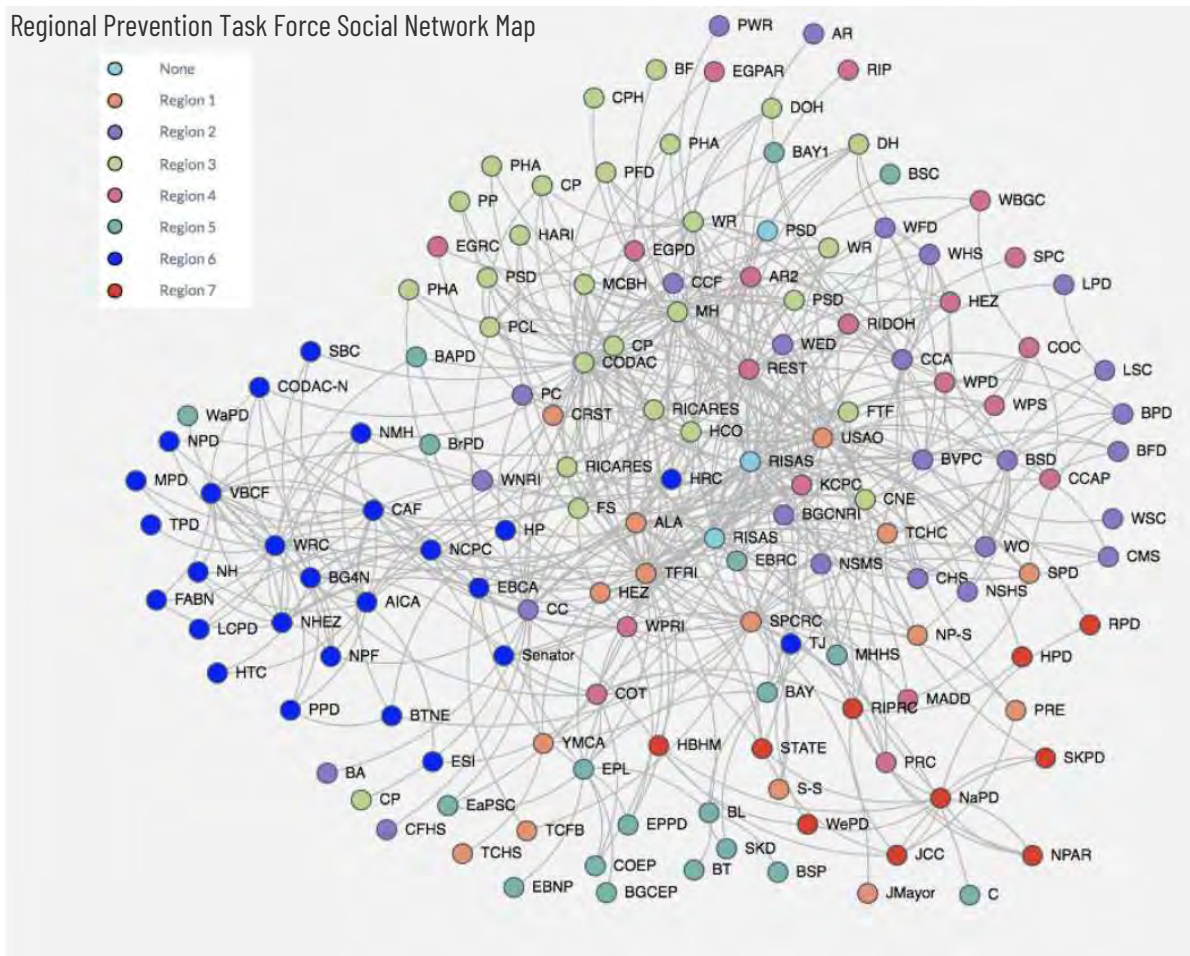 Regional Prevention Task Force Social Network Map
None
Region 1
Region 2
Region 3
Region 4
Region 5
Region 6
Region 7
PWR
AR
BF
EGPAR
RIP
CPH
DOH
PHA
BAY1
DH
PHA
CP
PFD
BSC
PP
WR
PSD
WFD
WBGC
HARI
EGRC
EGPD
WR
WHS
SPC
PSD
MCBH
CCF
AR2
LPD
PHA
MH
PSD
HEZ
PCL
RIDOH
SBC
BAPD
CP
CODAC
WED
CCA
COC
REST
LSC
CODAC-N
PC
WPD
WaPD
CRST
RICARES
FTF
WPS
BPD
NPD
NMH
BrPD
HCO
USAO
BFD
MPD
VBCF
WNRI
RICARES
HRC
RISAS
BVPC
BSD
CCAP
KCPC
TPD
CAF
FS
CNE
BGCNRI
WSC
WRC
NCPC
HP
ALA
RISAS
TCHC
WO
CMS
NH
BG4N
EBRC
NSMS
CHS
SPD
FABN
AICA
EBCA
TFRI
HEZ
NSHS
LCPD
NHEZ
CC
WPRI
SPCRC
NP-S
RPD
HTC
NPF
Senator
TJ
MHHS
HPD
PPD
BTNE
COT
BAY
RIPRC
MADD
PRE
YMCA
HBHM
STATE
BA
ESI
EPL
PRC
SKPD
CP
EaPSC
S-S
NaPD
CFHS
TCFB
EPPD
BL
WePD
TCHS
COEP
SKD
JCC
NPAR
EBNP
BGCEP
BT
BSP
JMayor
C